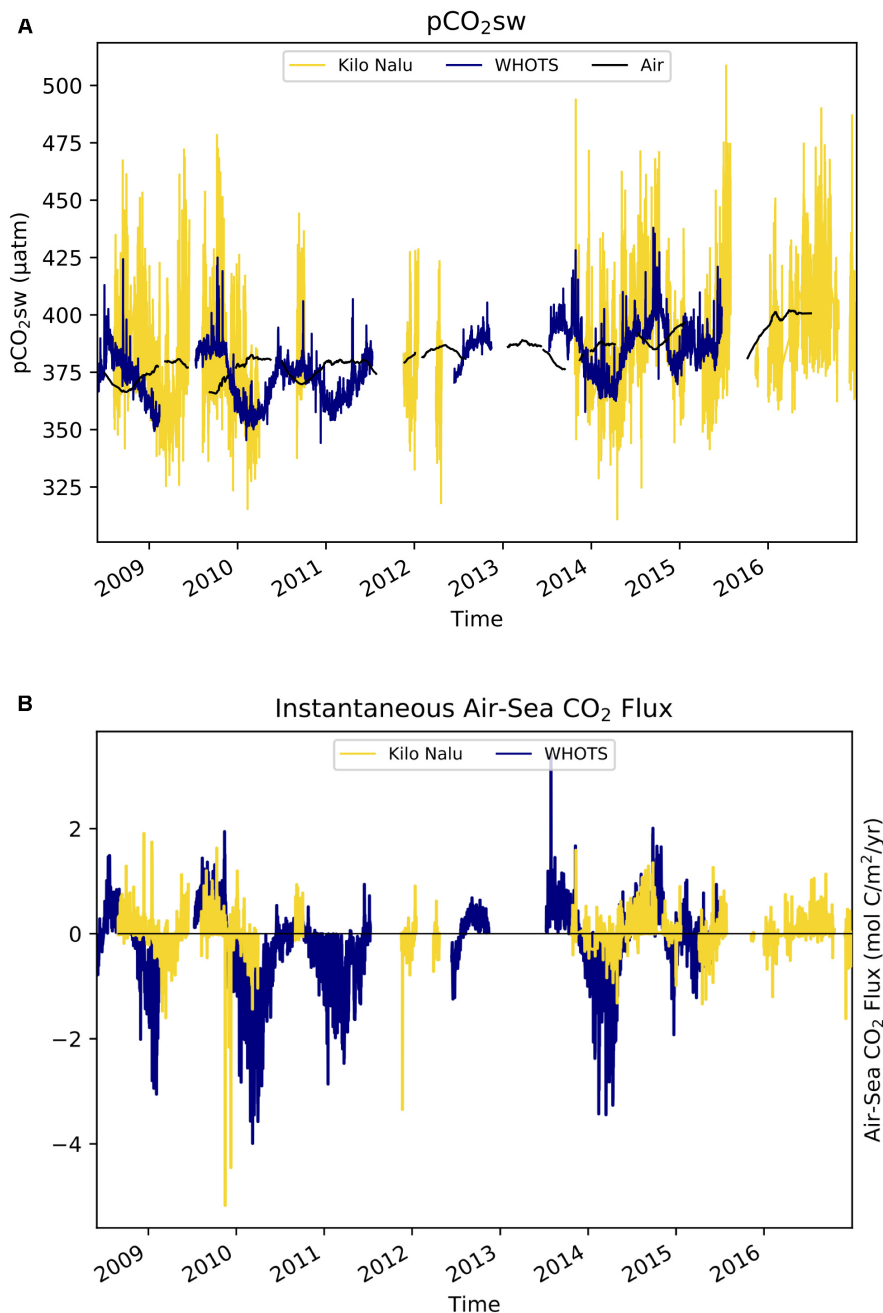 A
pCO₂sw
Kilo Nalu WHOTS Air
500
475
450
425
400
375
350
325
pCO₂sw (µatm)
2009 2010 2011 2012 2013 2014 2015 2016
Time
B
Instantaneous Air-Sea CO₂ Flux
Kilo Nalu WHOTS
2
0
−2
−4
Air-Sea CO₂ Flux (mol C/m²/yr)
2009 2010 2011 2012 2013 2014 2015 2016
Time